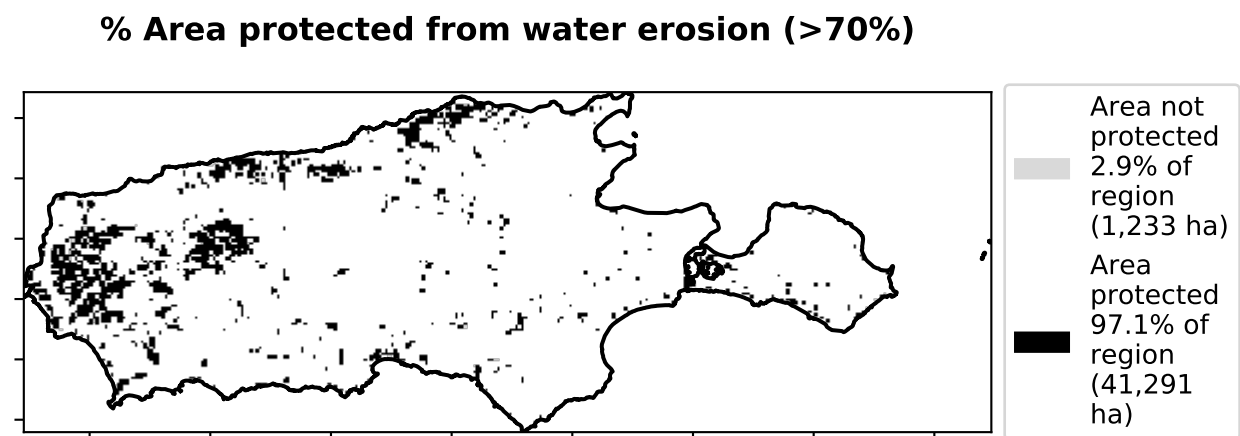 % Area protected from water erosion (>70%)
Area not
protected
2.9% of
region
(1,233 ha)
Area
protected
97.1% of
region
(41,291
ha)